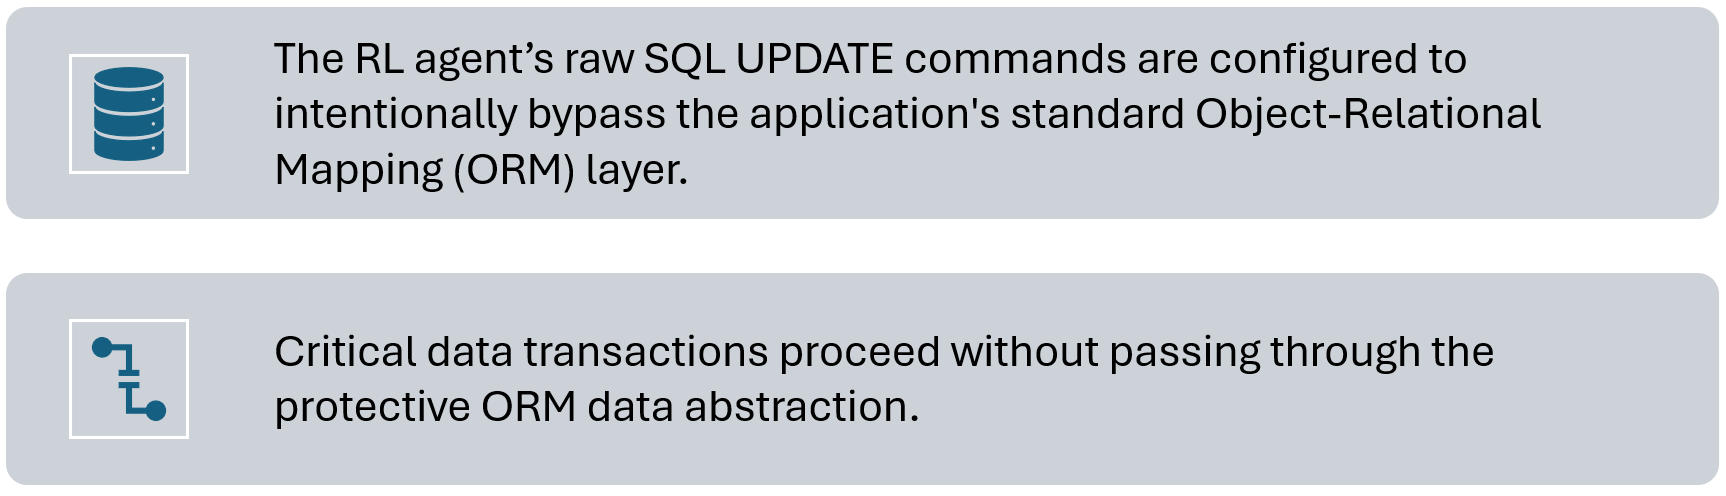 The RL agent’s raw SQL UPDATE commands are configured to
intentionally bypass the application's standard Object-Relational
Mapping (ORM) layer.
Critical data transactions proceed without passing through the
protective ORM data abstraction.